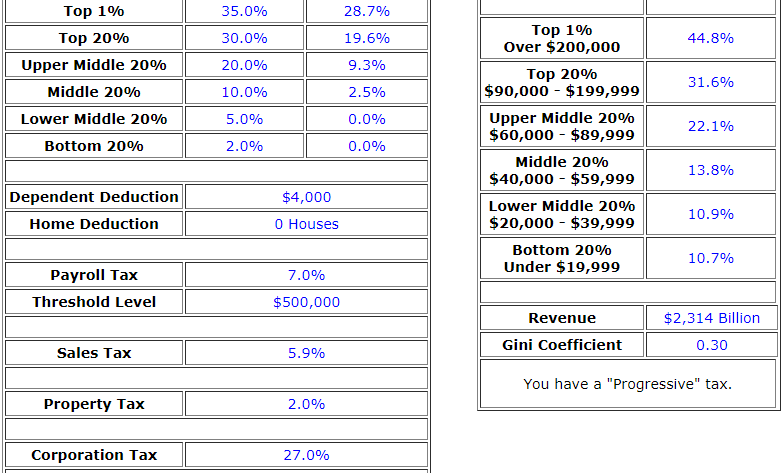 Top 1% 35.0% 28.7%
Top 20% 30.0% 19.6%
Upper Middle 20% 20.0% 9.3%
Middle 20% 10.0% 2.5%
Lower Middle 20% 5.0% 0.0%
Bottom 20% 2.0% 0.0%
Dependent Deduction $4,000
Home Deduction 0 Houses
Payroll Tax 7.0%
Threshold Level $500,000
Sales Tax 5.9%
Property Tax 2.0%
Corporation Tax 27.0%
Top 1%
Over $200,000 44.8%
Top 20%
$90,000 - $199,999 31.6%
Upper Middle 20%
$60,000 - $89,999 22.1%
Middle 20%
$40,000 - $59,999 13.8%
Lower Middle 20%
$20,000 - $39,999 10.9%
Bottom 20%
Under $19,999 10.7%
Revenue $2,314 Billion
Gini Coefficient 0.30
You have a "Progressive" tax.